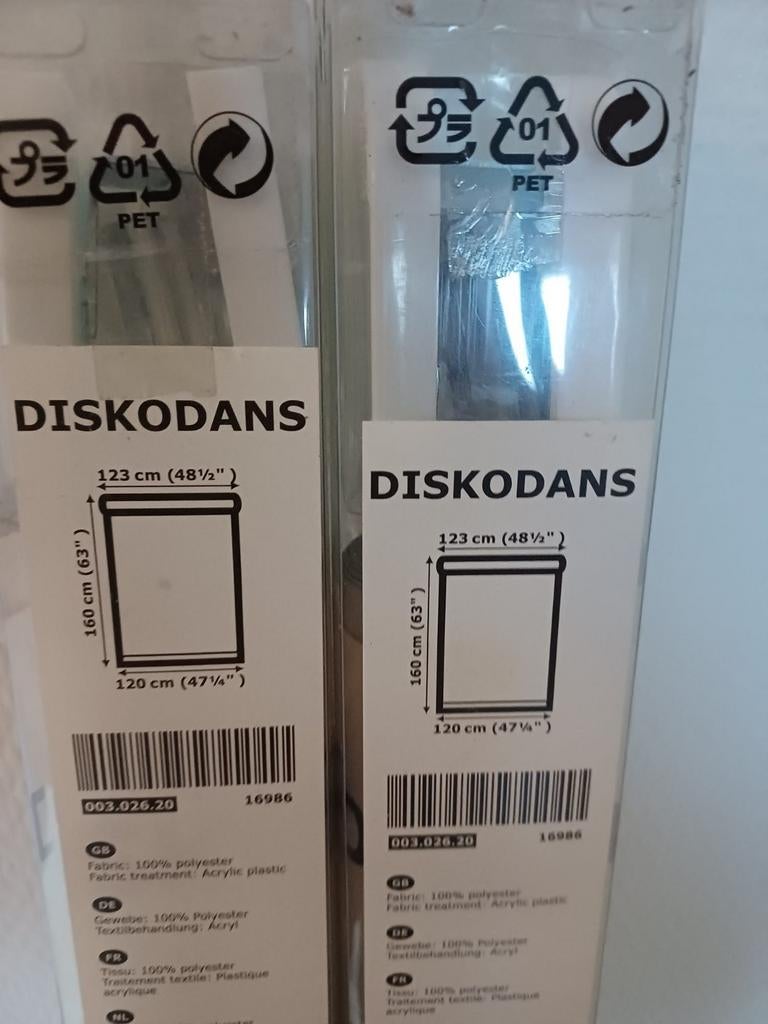 プラ
01
PET
DISKODANS
123 cm (48½")
160 cm (63")
120 cm (47¼")
003.026.20
16986
GB
Fabric: 100% polyester
Fabric treatment: Acrylic plastic
DE
Gewebe: 100% Polyester
Textilbehandlung: Acryl
FR
Tissu: 100% polyester
Traitement textile: Plastique
acrylique
NL
polyester
プラ
01
PET
DISKODANS
123 cm (48½")
160 cm (63")
120 cm (47¼")
003.026.20
16986
GB
Fabric: 100% polyester
Fabric treatment: Acrylic plastic
DE
Gewebe: 100% Polyester
Textilbehandlung: Acryl
FR
Tissu: 100% polyester
Traitement textile: Plastique
acrylique